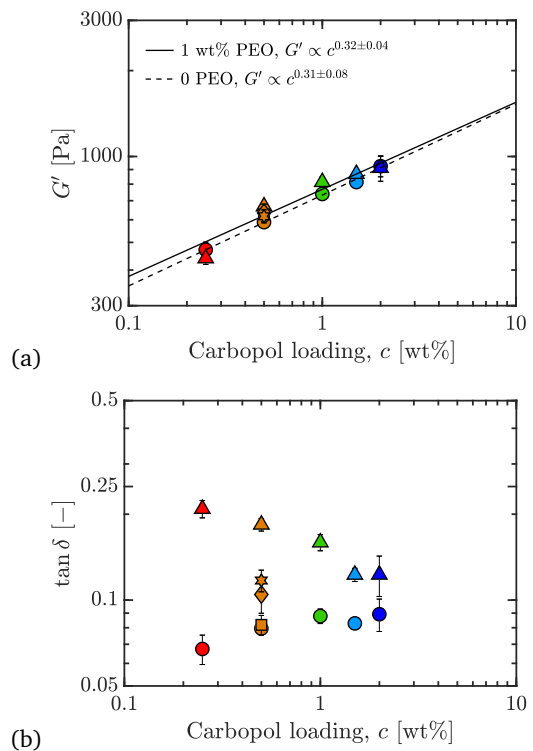 3000
1 wt% PEO, G′ ∝ c^0.32±0.04
0 PEO, G′ ∝ c^0.31±0.08
1000
G′ [Pa]
300
0.1 1 10
Carbopol loading, c [wt%]
(a)
0.5
0.25
tan δ [−]
0.1
0.05
0.1 1 10
Carbopol loading, c [wt%]
(b)